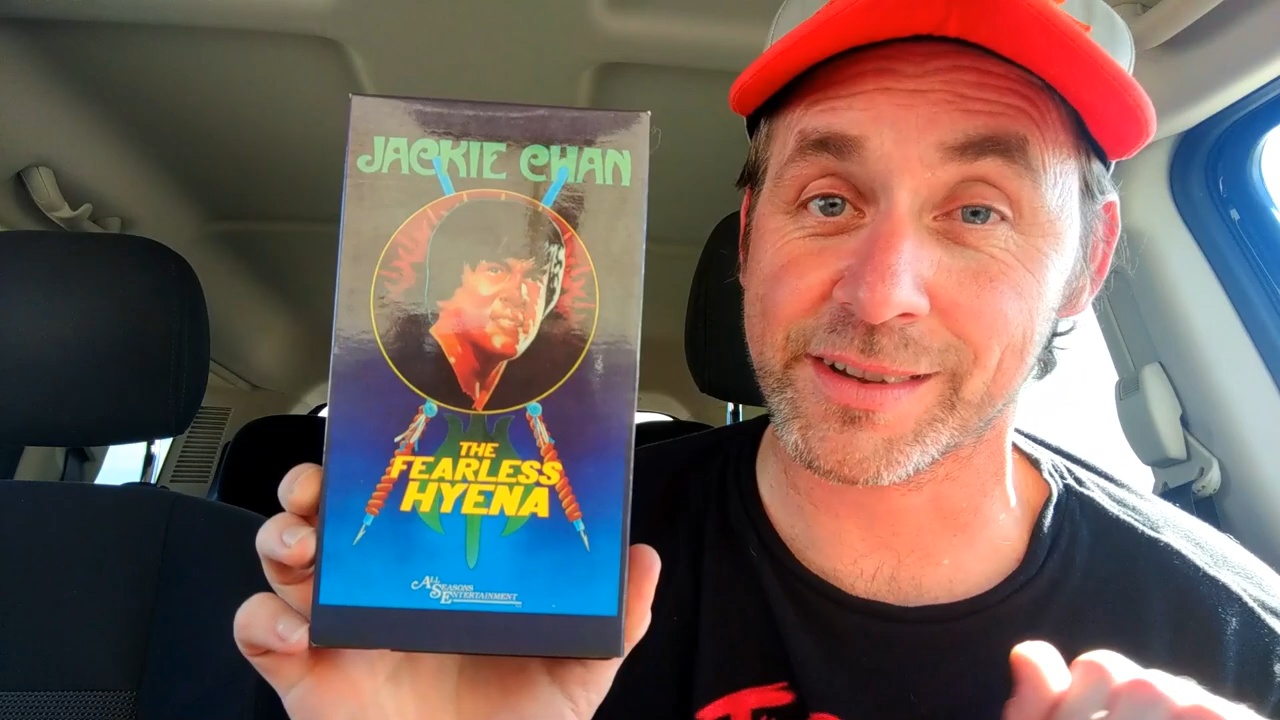 JACKIE CHAN
THE
FEARLESS
HYENA
ALL
SEASONS
ENTERTAINMENT